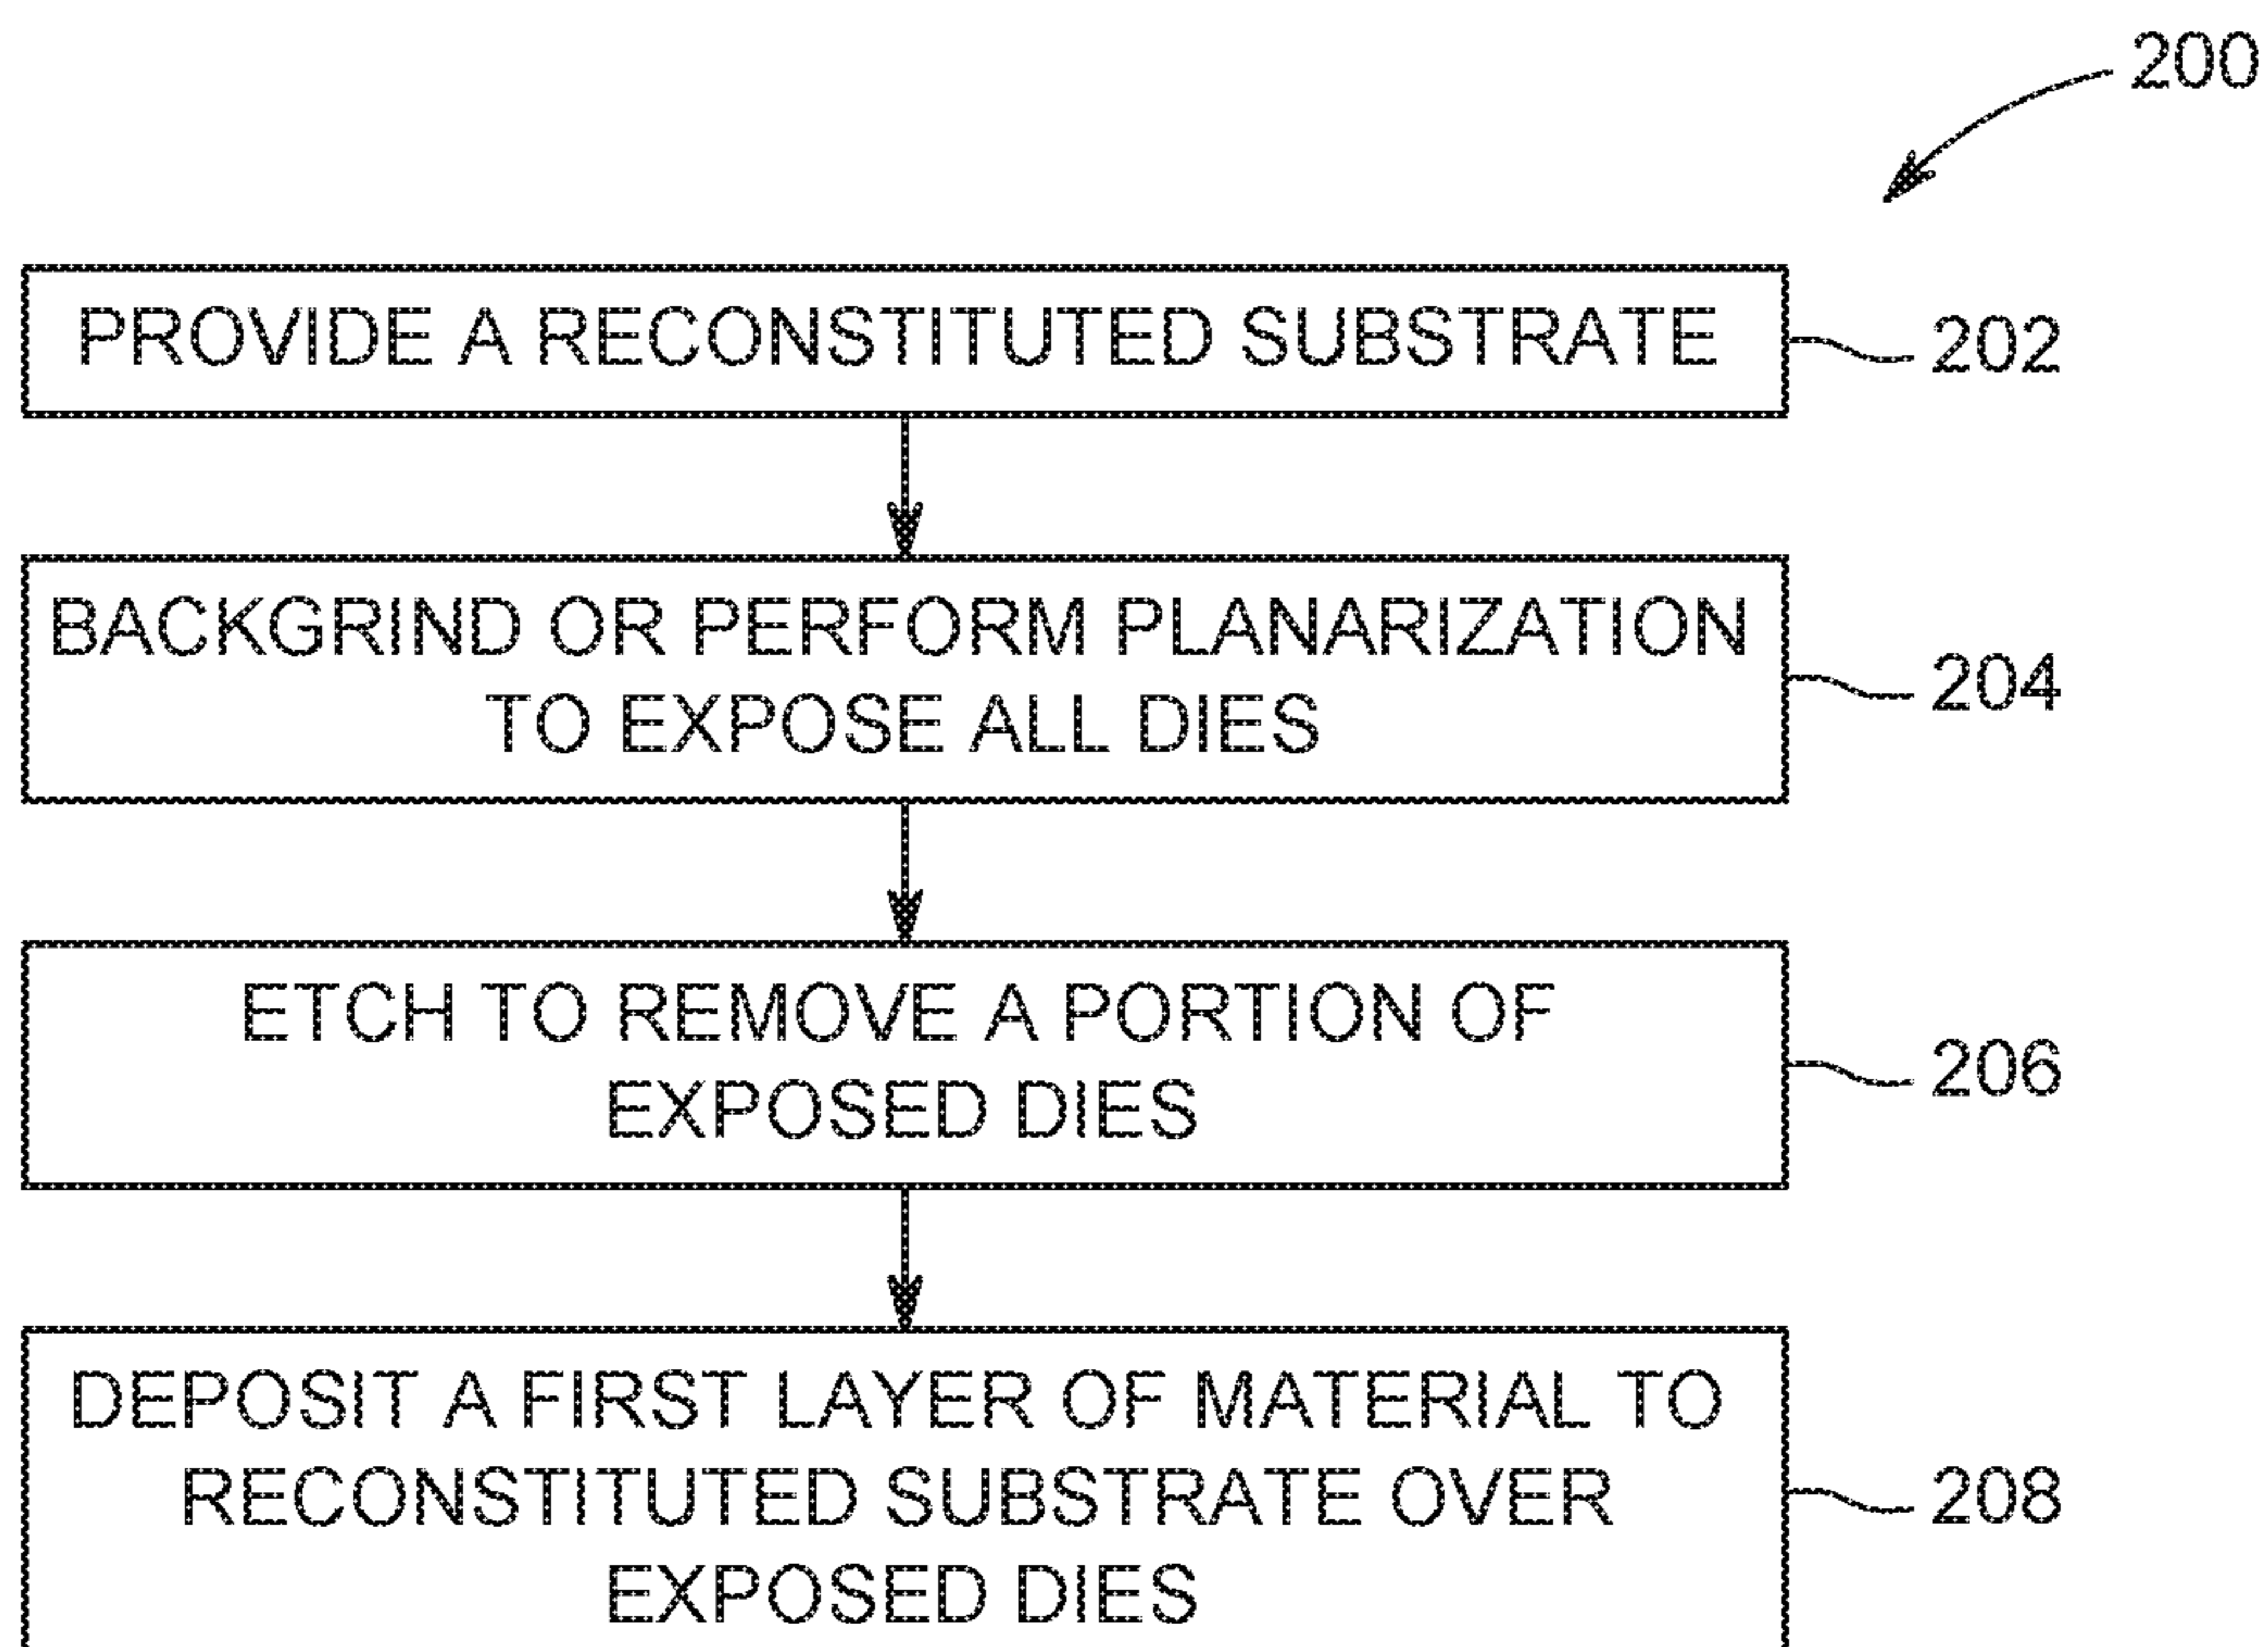 200
PROVIDE A RECONSTITUTED SUBSTRATE
202
BACKGRIND OR PERFORM PLANARIZATION
TO EXPOSE ALL DIES
204
ETCH TO REMOVE A PORTION OF
EXPOSED DIES
206
DEPOSIT A FIRST LAYER OF MATERIAL TO
RECONSTITUTED SUBSTRATE OVER
EXPOSED DIES
208